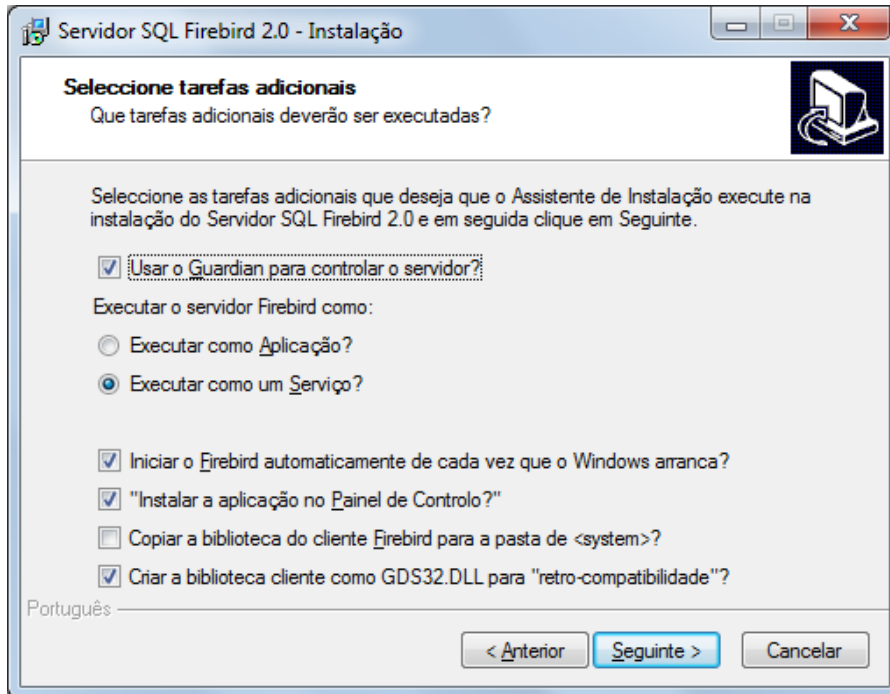 Servidor SQL Firebird 2.0 - Instalação
Seleccione tarefas adicionais
Que tarefas adicionais deverão ser executadas?
Seleccione as tarefas adicionais que deseja que o Assistente de Instalação execute na
instalação do Servidor SQL Firebird 2.0 e em seguida clique em Seguinte.
Usar o Guardian para controlar o servidor?
Executar o servidor Firebird como:
Executar como Aplicação?
Executar como um Serviço?
Iniciar o Firebird automaticamente de cada vez que o Windows arranca?
"Instalar a aplicação no Painel de Controlo?"
Copiar a biblioteca do cliente Firebird para a pasta de <system>?
Criar a biblioteca cliente como GDS32.DLL para "retro-compatibilidade"?
Português
< Anterior
Seguinte >
Cancelar